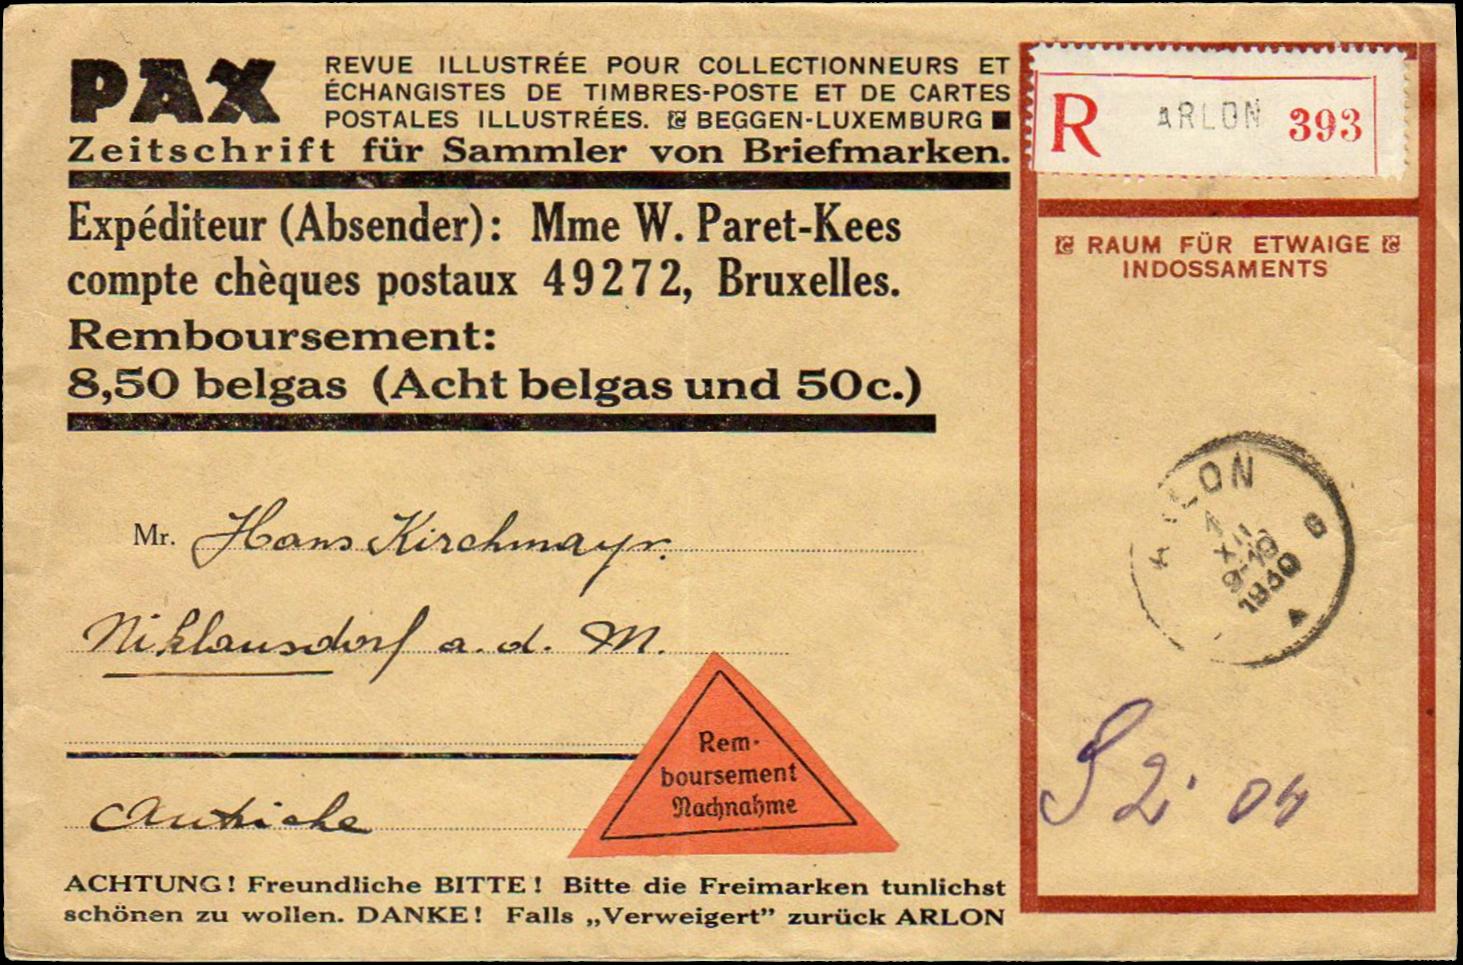 PAX
REVUE ILLUSTRÉE POUR COLLECTIONNEURS ET
ÉCHANGISTES DE TIMBRES-POSTE ET DE CARTES
POSTALES ILLUSTRÉES. BEGGEN-LUXEMBURG
Zeitschrift für Sammler von Briefmarken.
Expéditeur (Absender): Mme W. Paret-Kees
compte chèques postaux 49272, Bruxelles.
Remboursement:
8,50 belgas (Acht belgas und 50c.)
Mr. Hans Kirchmayr.
Niklausdorf a. d. M.
Autriche
Rem-
boursement
Nachnahme
ACHTUNG! Freundliche BITTE! Bitte die Freimarken tunlichst
schönen zu wollen. DANKE! Falls „Verweigert” zurück ARLON
R ARLON 393
RAUM FÜR ETWAIGE
INDOSSAMENTS
ARLON
XII
1930